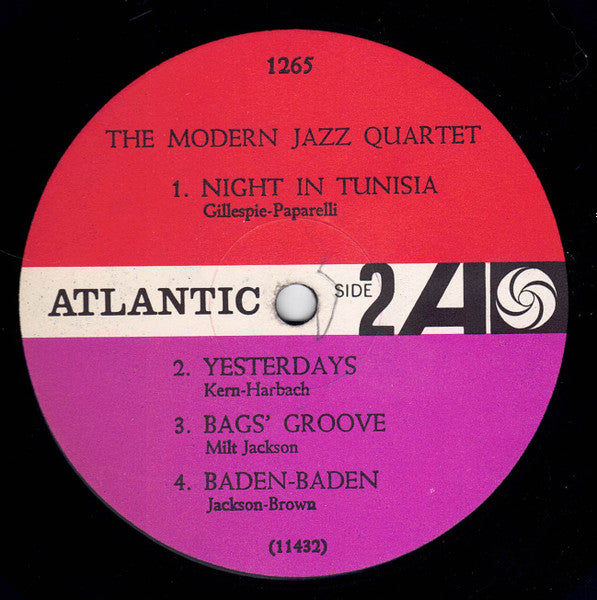 1265
THE MODERN JAZZ QUARTET
1. NIGHT IN TUNISIA
Gillespie-Paparelli
ATLANTIC SIDE 2 A
2. YESTERDAYS
Kern-Harbach
3. BAGS' GROOVE
Milt Jackson
4. BADEN-BADEN
Jackson-Brown
(11432)